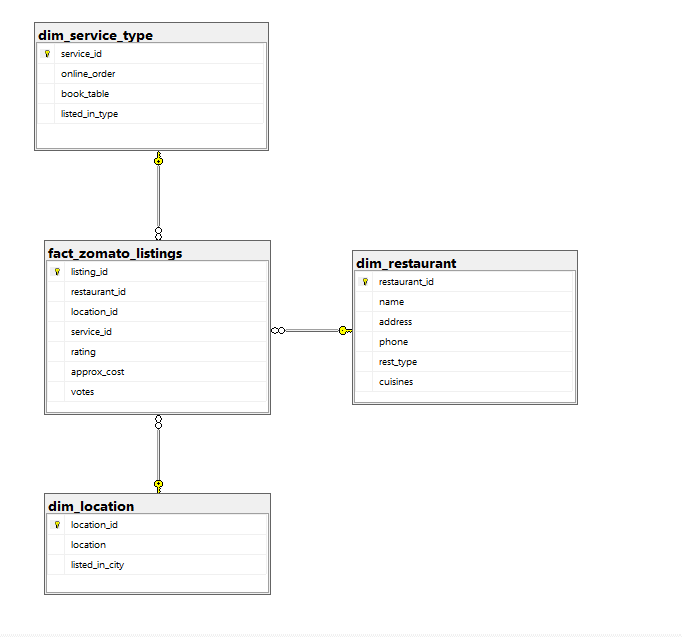 dim_service_type
service_id
online_order
book_table
listed_in_type
fact_zomato_listings
listing_id
restaurant_id
location_id
service_id
rating
approx_cost
votes
dim_restaurant
restaurant_id
name
address
phone
rest_type
cuisines
dim_location
location_id
location
listed_in_city